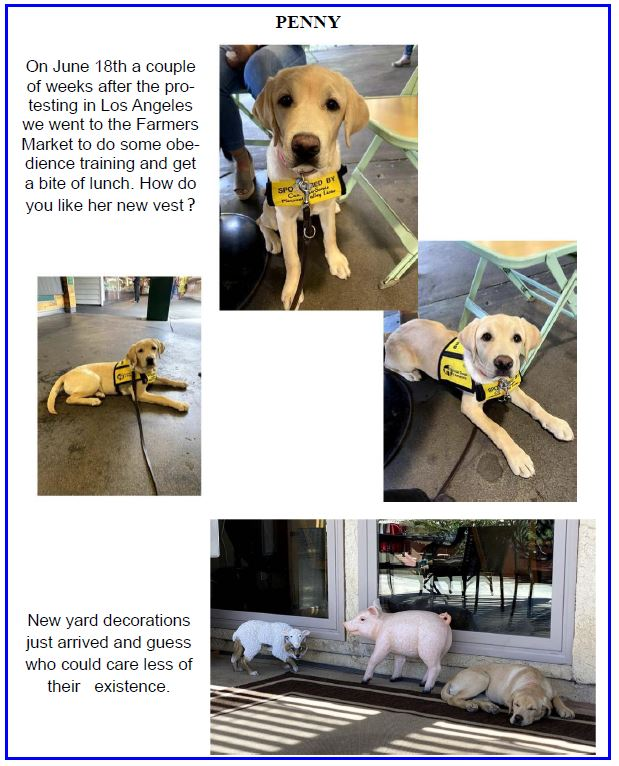 PENNY
On June 18th a couple
of weeks after the pro-
testing in Los Angeles
we went to the Farmers
Market to do some obe-
dience training and get
a bite of lunch. How do
you like her new vest?
SPO ED BY
New yard decorations
just arrived and guess
who could care less of
their existence.